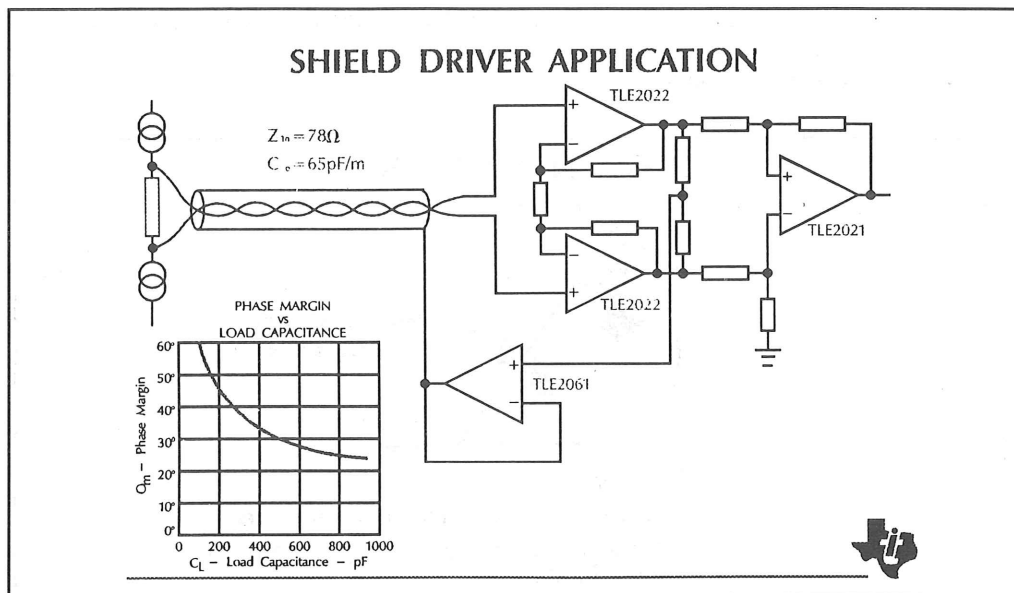 SHIELD DRIVER APPLICATION
TLE2022
Z₁ₙ = 78Ω
C ₑ = 65pF/m
+
−
+
−
TLE2021
−
+
TLE2022
PHASE MARGIN
vs
LOAD CAPACITANCE
+
−
TLE2061
60°
50°
40°
30°
20°
10°
0°
O̶m – Phase Margin
0 200 400 600 800 1000
C_L – Load Capacitance – pF